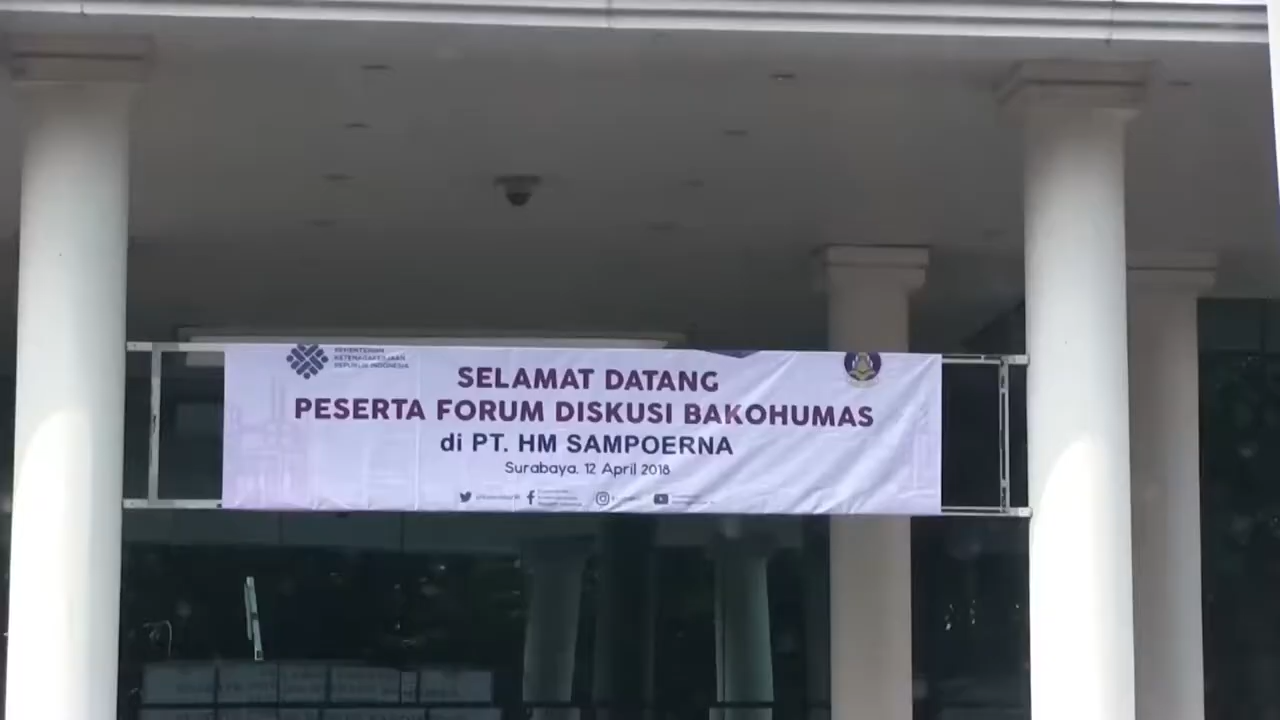 KEMENTERIAN
KETENAGAKERJAAN
REPUBLIK INDONESIA
SELAMAT DATANG
PESERTA FORUM DISKUSI BAKOHUMAS
di PT. HM SAMPOERNA
Surabaya, 12 April 2018